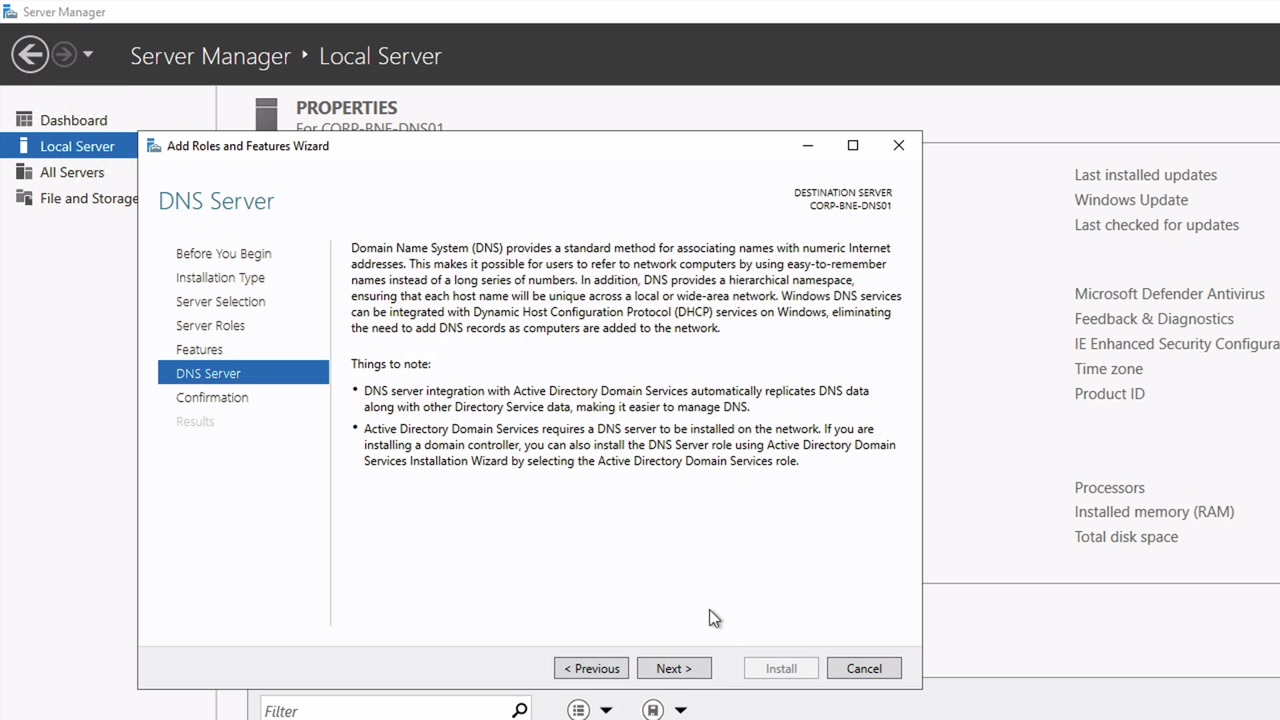 Server Manager
Server Manager ‣ Local Server
Dashboard
Local Server
All Servers
File and Storage
PROPERTIES
For CORP-BNE-DNS01
Add Roles and Features Wizard
DNS Server
DESTINATION SERVER
CORP-BNE-DNS01
Before You Begin
Installation Type
Server Selection
Server Roles
Features
DNS Server
Confirmation
Results
Domain Name System (DNS) provides a standard method for associating names with numeric Internet
addresses. This makes it possible for users to refer to network computers by using easy-to-remember
names instead of a long series of numbers. In addition, DNS provides a hierarchical namespace,
ensuring that each host name will be unique across a local or wide-area network. Windows DNS services
can be integrated with Dynamic Host Configuration Protocol (DHCP) services on Windows, eliminating
the need to add DNS records as computers are added to the network.
Things to note:
• DNS server integration with Active Directory Domain Services automatically replicates DNS data
along with other Directory Service data, making it easier to manage DNS.
• Active Directory Domain Services requires a DNS server to be installed on the network. If you are
installing a domain controller, you can also install the DNS Server role using Active Directory Domain
Services Installation Wizard by selecting the Active Directory Domain Services role.
< Previous
Next >
Install
Cancel
Last installed updates
Windows Update
Last checked for updates
Microsoft Defender Antivirus
Feedback & Diagnostics
IE Enhanced Security Configura
Time zone
Product ID
Processors
Installed memory (RAM)
Total disk space
Filter